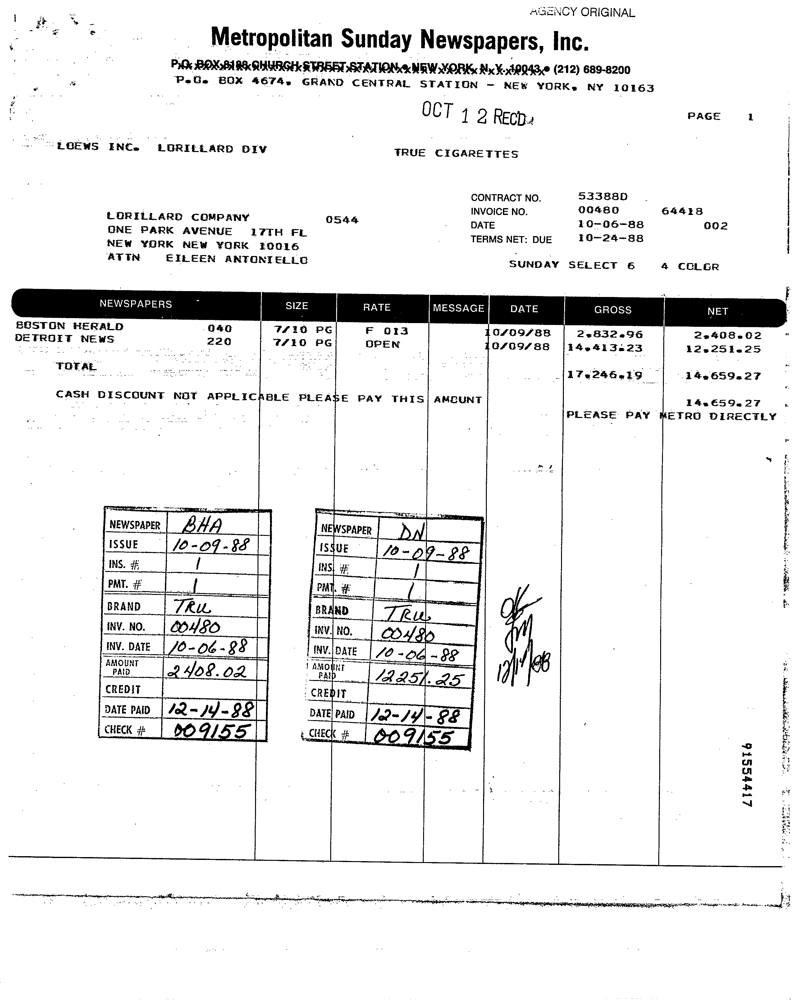 AGENCY ORIGINAL
Metropolitan Sunday Newspapers, Inc.
P.O. BOX 8198 CHURCH STREET STATION • NEW YORK, N.Y. 10043 • (212) 689-8200
P.O. BOX 4674, GRAND CENTRAL STATION - NEW YORK, NY 10163
OCT 12 REC'D
PAGE 1
LOEWS INC. LORILLARD DIV TRUE CIGARETTES
CONTRACT NO. 53388D
INVOICE NO. 00480 64418
DATE 10-06-88 002
TERMS NET: DUE 10-24-88
LORILLARD COMPANY 0544
ONE PARK AVENUE 17TH FL
NEW YORK NEW YORK 10016
ATTN EILEEN ANTONIELLO
SUNDAY SELECT 6 4 COLOR
NEWSPAPERS SIZE RATE MESSAGE DATE GROSS NET
BOSTON HERALD 040 7/10 PG F 013 10/09/88 2,832.96 2,408.02
DETROIT NEWS 220 7/10 PG OPEN 10/09/88 14,413.23 12,251.25
TOTAL 17,246.19 14,659.27
CASH DISCOUNT NOT APPLICABLE PLEASE PAY THIS AMOUNT 14,659.27
PLEASE PAY METRO DIRECTLY
NEWSPAPER BHA
ISSUE 10-09-88
INS. # 1
PMT. # 1
BRAND TRU
INV. NO. 00480
INV. DATE 10-06-88
AMOUNT PAID 2408.02
CREDIT
DATE PAID 12-14-88
CHECK # 009155
NEWSPAPER DN
ISSUE 10-09-88
INS. # 1
PMT. # 1
BRAND TRU
INV. NO. 00480
INV. DATE 10-06-88
AMOUNT PAID 12251.25
CREDIT
DATE PAID 12-14-88
CHECK # 009155
OK
91554417